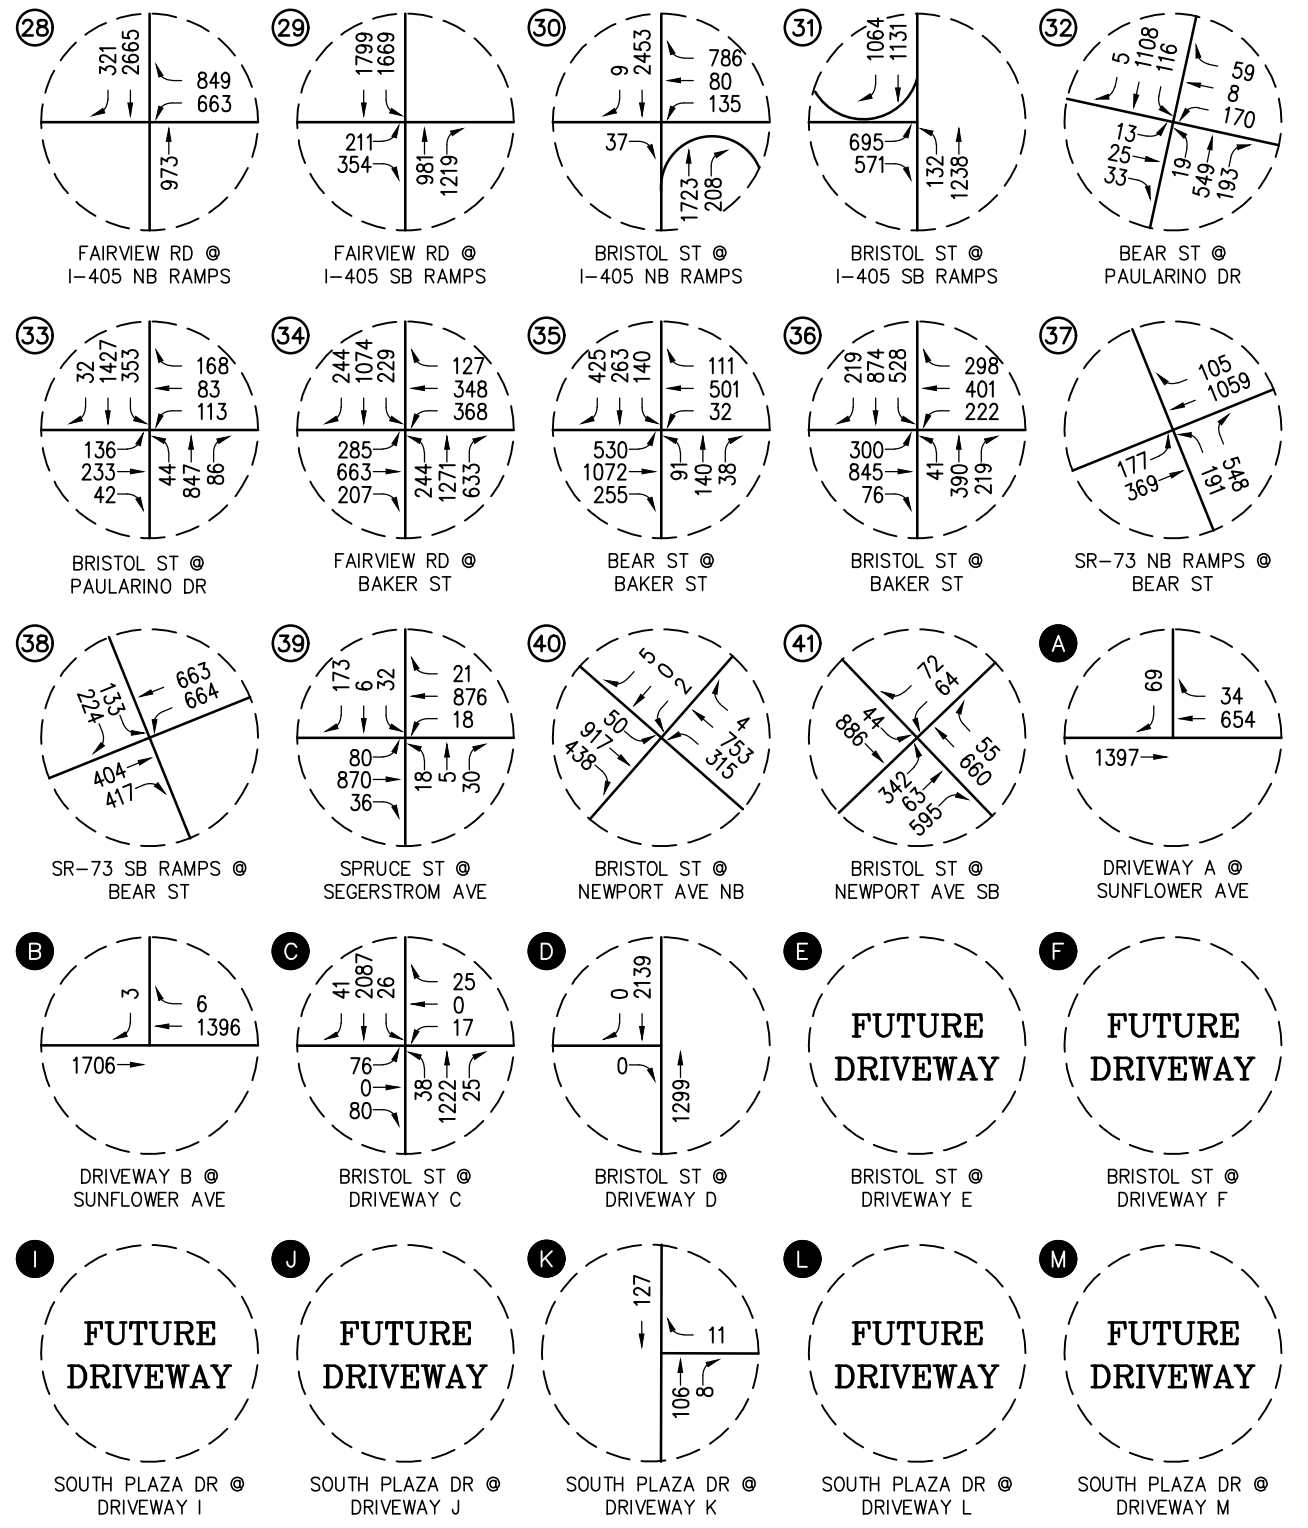 28
321
2665
849
663
973
FAIRVIEW RD @
I-405 NB RAMPS
29
1799
1669
211
354
981
1219
FAIRVIEW RD @
I-405 SB RAMPS
30
9
2453
786
80
135
37
1723
208
BRISTOL ST @
I-405 NB RAMPS
31
1064
1131
695
571
132
1238
BRISTOL ST @
I-405 SB RAMPS
32
5
1108
116
59
8
170
13
25
33
19
549
193
BEAR ST @
PAULARINO DR
33
32
1427
353
168
83
113
136
233
42
44
847
86
BRISTOL ST @
PAULARINO DR
34
244
1074
229
127
348
368
285
663
207
244
1271
633
FAIRVIEW RD @
BAKER ST
35
425
263
140
111
501
32
530
1072
255
91
140
38
BEAR ST @
BAKER ST
36
219
874
528
298
401
222
300
845
76
41
390
219
BRISTOL ST @
BAKER ST
37
105
1059
177
369
548
191
SR-73 NB RAMPS @
BEAR ST
38
133
224
663
664
404
417
SR-73 SB RAMPS @
BEAR ST
39
173
6
32
21
876
18
80
870
36
18
5
30
SPRUCE ST @
SEGERSTROM AVE
40
5
0
2
50
917
438
4
753
315
BRISTOL ST @
NEWPORT AVE NB
41
72
64
44
886
342
63
595
55
660
BRISTOL ST @
NEWPORT AVE SB
A
69
34
654
1397
DRIVEWAY A @
SUNFLOWER AVE
B
3
6
1396
1706
DRIVEWAY B @
SUNFLOWER AVE
C
41
2087
26
25
0
17
76
0
80
38
1222
25
BRISTOL ST @
DRIVEWAY C
D
0
2139
0
1299
BRISTOL ST @
DRIVEWAY D
E
FUTURE
DRIVEWAY
BRISTOL ST @
DRIVEWAY E
F
FUTURE
DRIVEWAY
BRISTOL ST @
DRIVEWAY F
I
FUTURE
DRIVEWAY
SOUTH PLAZA DR @
DRIVEWAY I
J
FUTURE
DRIVEWAY
SOUTH PLAZA DR @
DRIVEWAY J
K
127
11
106
8
SOUTH PLAZA DR @
DRIVEWAY K
L
FUTURE
DRIVEWAY
SOUTH PLAZA DR @
DRIVEWAY L
M
FUTURE
DRIVEWAY
SOUTH PLAZA DR @
DRIVEWAY M